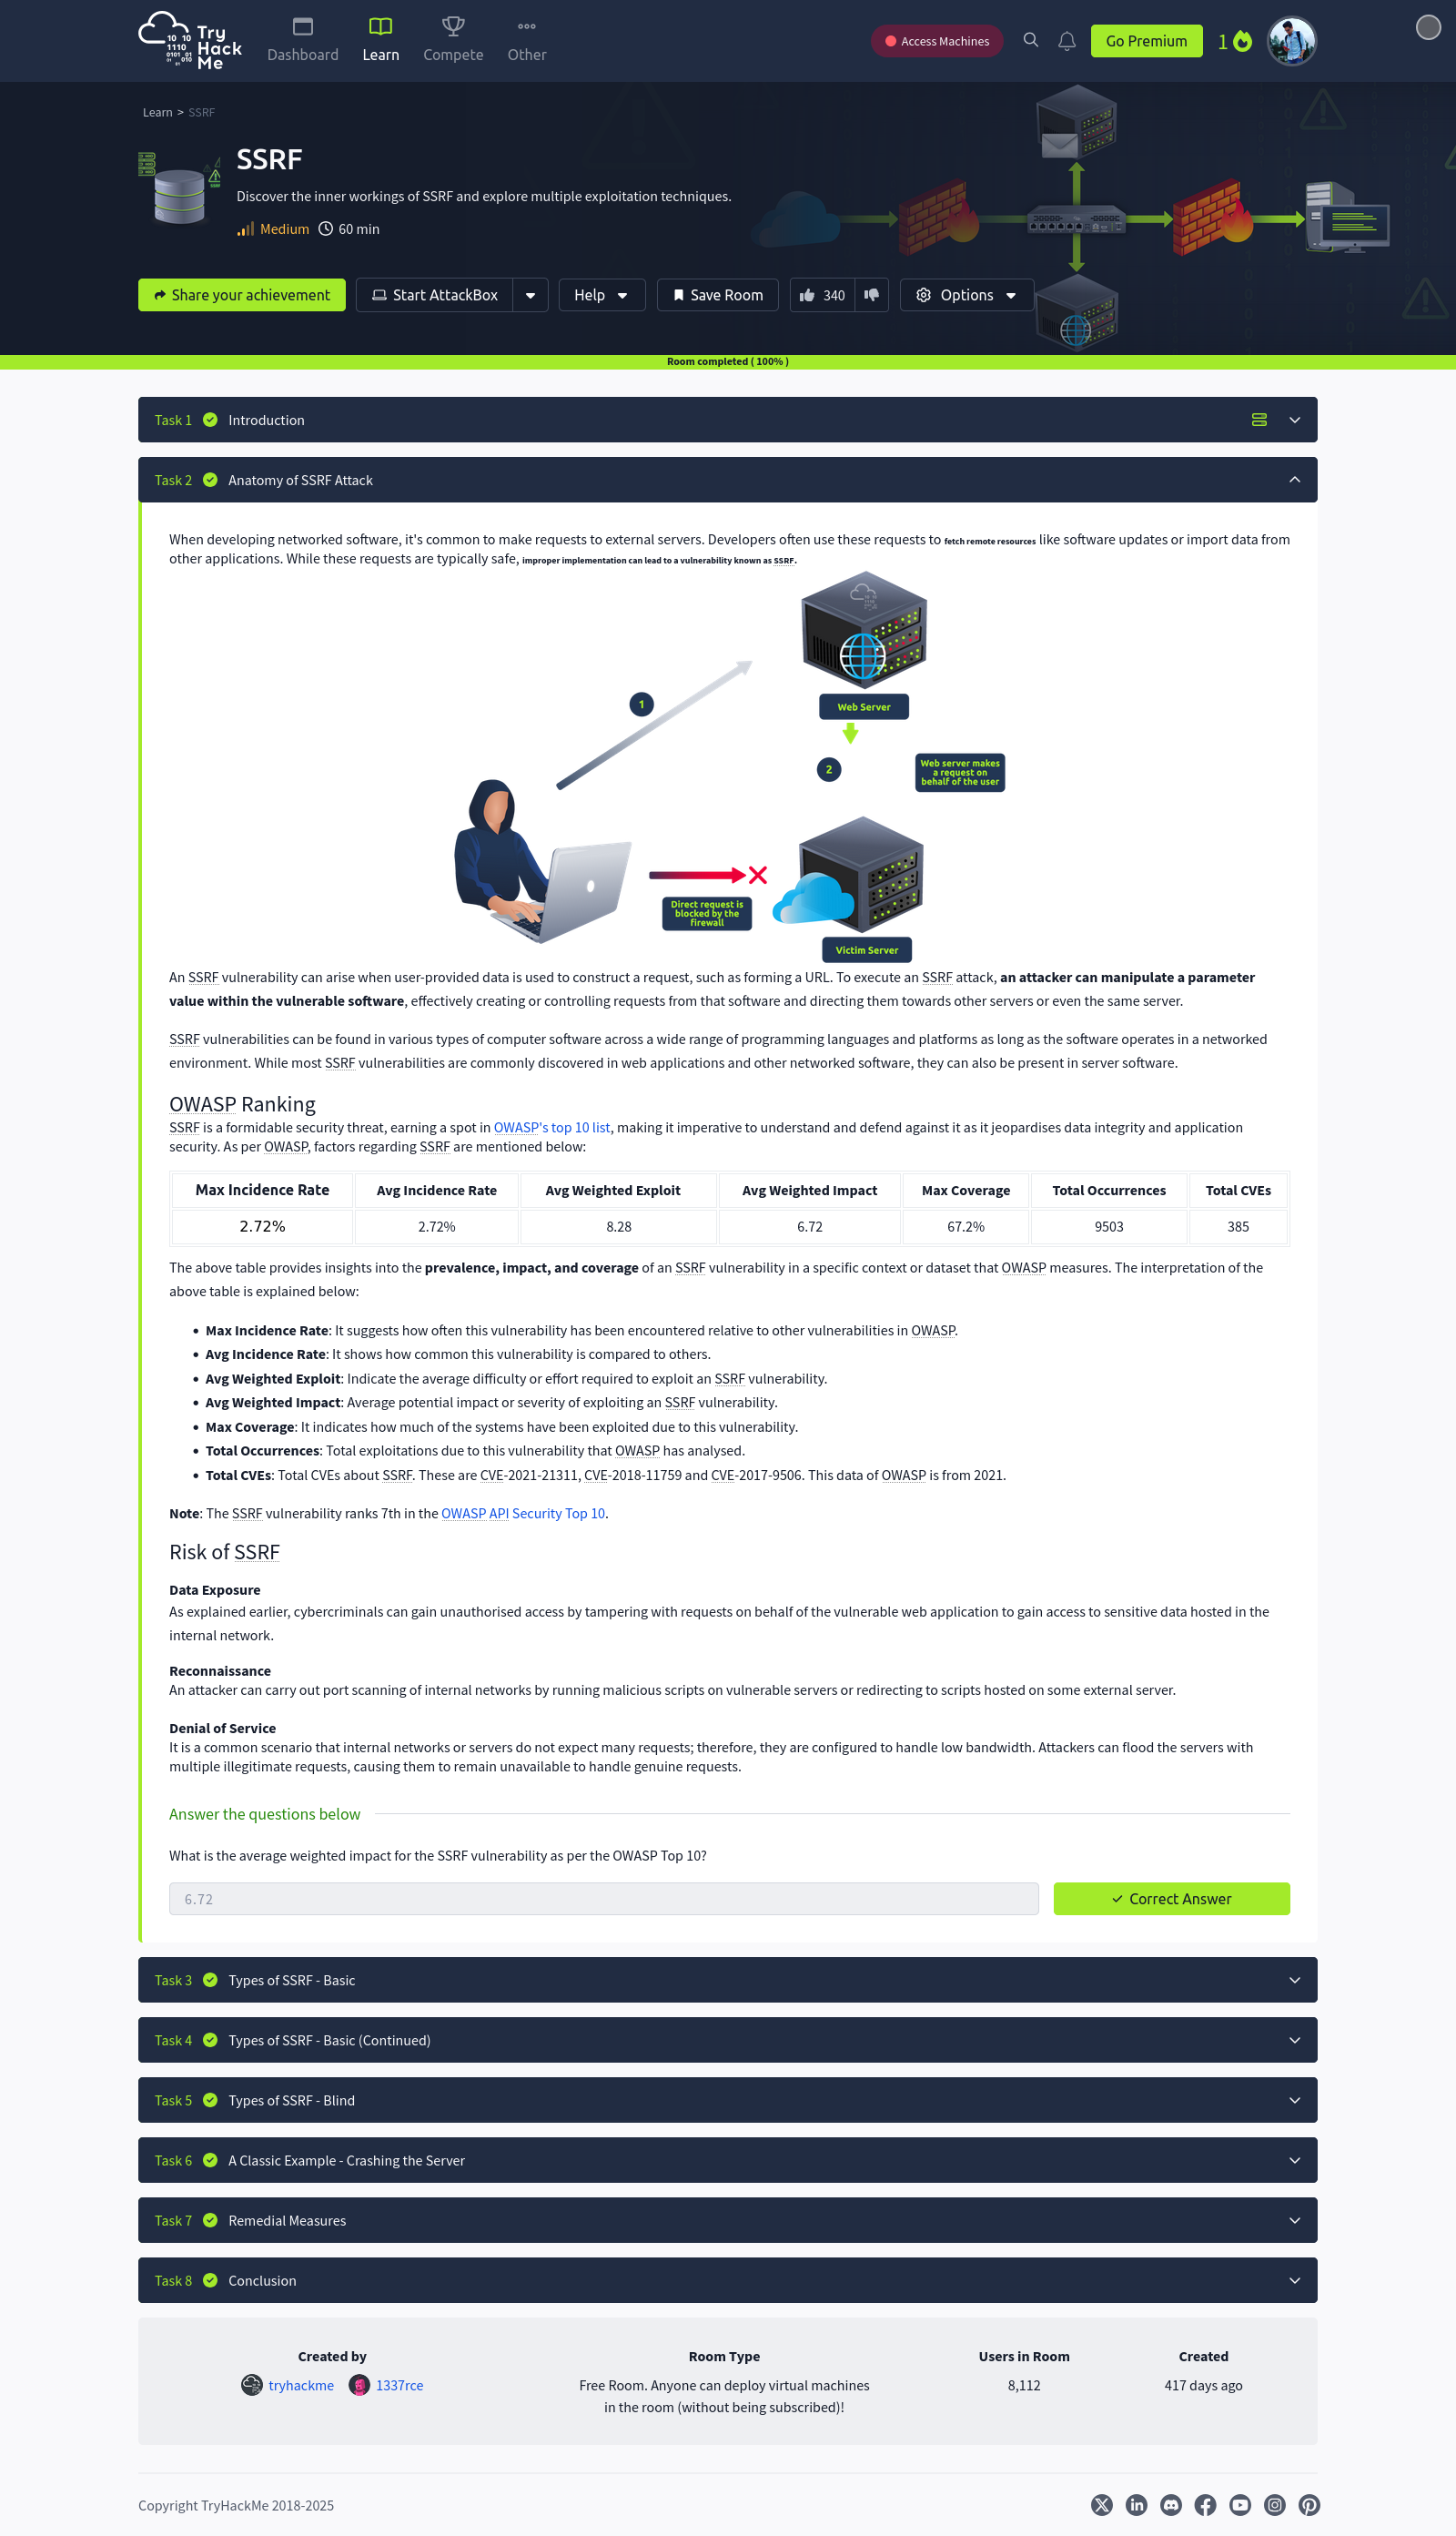 Try
Hack
Me
Dashboard
Learn
Compete
Other
Access Machines
Go Premium
1
Learn > SSRF
SSRF
Discover the inner workings of SSRF and explore multiple exploitation techniques.
Medium 60 min
Share your achievement
Start AttackBox
Help
Save Room
340
Options
Room completed ( 100% )
Task 1 Introduction
Task 2 Anatomy of SSRF Attack
When developing networked software, it's common to make requests to external servers. Developers often use these requests to fetch remote resources like software updates or import data from
other applications. While these requests are typically safe, improper implementation can lead to a vulnerability known as SSRF.
1
Web Server
2
Web server makes
a request on
behalf of the user
Direct request is
blocked by the
firewall
Victim Server
An SSRF vulnerability can arise when user-provided data is used to construct a request, such as forming a URL. To execute an SSRF attack, an attacker can manipulate a parameter
value within the vulnerable software, effectively creating or controlling requests from that software and directing them towards other servers or even the same server.
SSRF vulnerabilities can be found in various types of computer software across a wide range of programming languages and platforms as long as the software operates in a networked
environment. While most SSRF vulnerabilities are commonly discovered in web applications and other networked software, they can also be present in server software.
OWASP Ranking
SSRF is a formidable security threat, earning a spot in OWASP's top 10 list, making it imperative to understand and defend against it as it jeopardises data integrity and application
security. As per OWASP, factors regarding SSRF are mentioned below:
Max Incidence Rate Avg Incidence Rate Avg Weighted Exploit Avg Weighted Impact Max Coverage Total Occurrences Total CVEs
2.72% 2.72% 8.28 6.72 67.2% 9503 385
The above table provides insights into the prevalence, impact, and coverage of an SSRF vulnerability in a specific context or dataset that OWASP measures. The interpretation of the
above table is explained below:
• Max Incidence Rate: It suggests how often this vulnerability has been encountered relative to other vulnerabilities in OWASP.
• Avg Incidence Rate: It shows how common this vulnerability is compared to others.
• Avg Weighted Exploit: Indicate the average difficulty or effort required to exploit an SSRF vulnerability.
• Avg Weighted Impact: Average potential impact or severity of exploiting an SSRF vulnerability.
• Max Coverage: It indicates how much of the systems have been exploited due to this vulnerability.
• Total Occurrences: Total exploitations due to this vulnerability that OWASP has analysed.
• Total CVEs: Total CVEs about SSRF. These are CVE-2021-21311, CVE-2018-11759 and CVE-2017-9506. This data of OWASP is from 2021.
Note: The SSRF vulnerability ranks 7th in the OWASP API Security Top 10.
Risk of SSRF
Data Exposure
As explained earlier, cybercriminals can gain unauthorised access by tampering with requests on behalf of the vulnerable web application to gain access to sensitive data hosted in the
internal network.
Reconnaissance
An attacker can carry out port scanning of internal networks by running malicious scripts on vulnerable servers or redirecting to scripts hosted on some external server.
Denial of Service
It is a common scenario that internal networks or servers do not expect many requests; therefore, they are configured to handle low bandwidth. Attackers can flood the servers with
multiple illegitimate requests, causing them to remain unavailable to handle genuine requests.
Answer the questions below
What is the average weighted impact for the SSRF vulnerability as per the OWASP Top 10?
6.72
Correct Answer
Task 3 Types of SSRF - Basic
Task 4 Types of SSRF - Basic (Continued)
Task 5 Types of SSRF - Blind
Task 6 A Classic Example - Crashing the Server
Task 7 Remedial Measures
Task 8 Conclusion
Created by
tryhackme 1337rce
Room Type
Free Room. Anyone can deploy virtual machines
in the room (without being subscribed)!
Users in Room
8,112
Created
417 days ago
Copyright TryHackMe 2018-2025